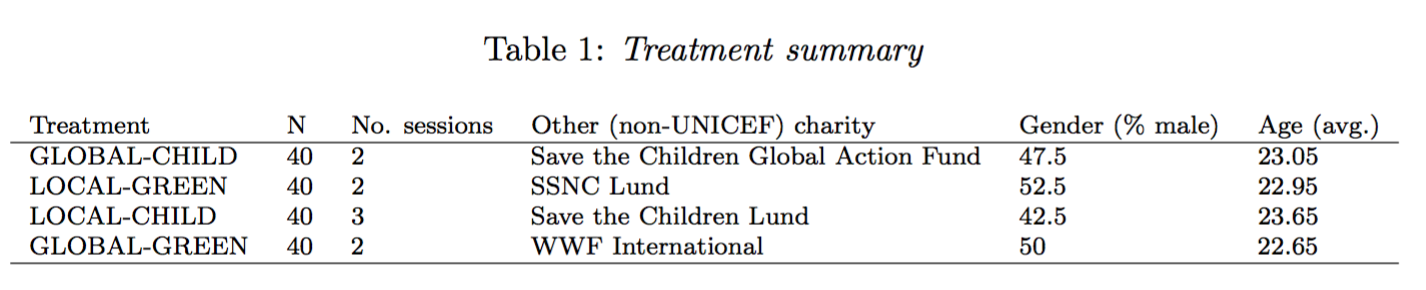 Table 1: Treatment summary
Treatment N No. sessions Other (non-UNICEF) charity Gender (% male) Age (avg.)
GLOBAL-CHILD 40 2 Save the Children Global Action Fund 47.5 23.05
LOCAL-GREEN 40 2 SSNC Lund 52.5 22.95
LOCAL-CHILD 40 3 Save the Children Lund 42.5 23.65
GLOBAL-GREEN 40 2 WWF International 50 22.65